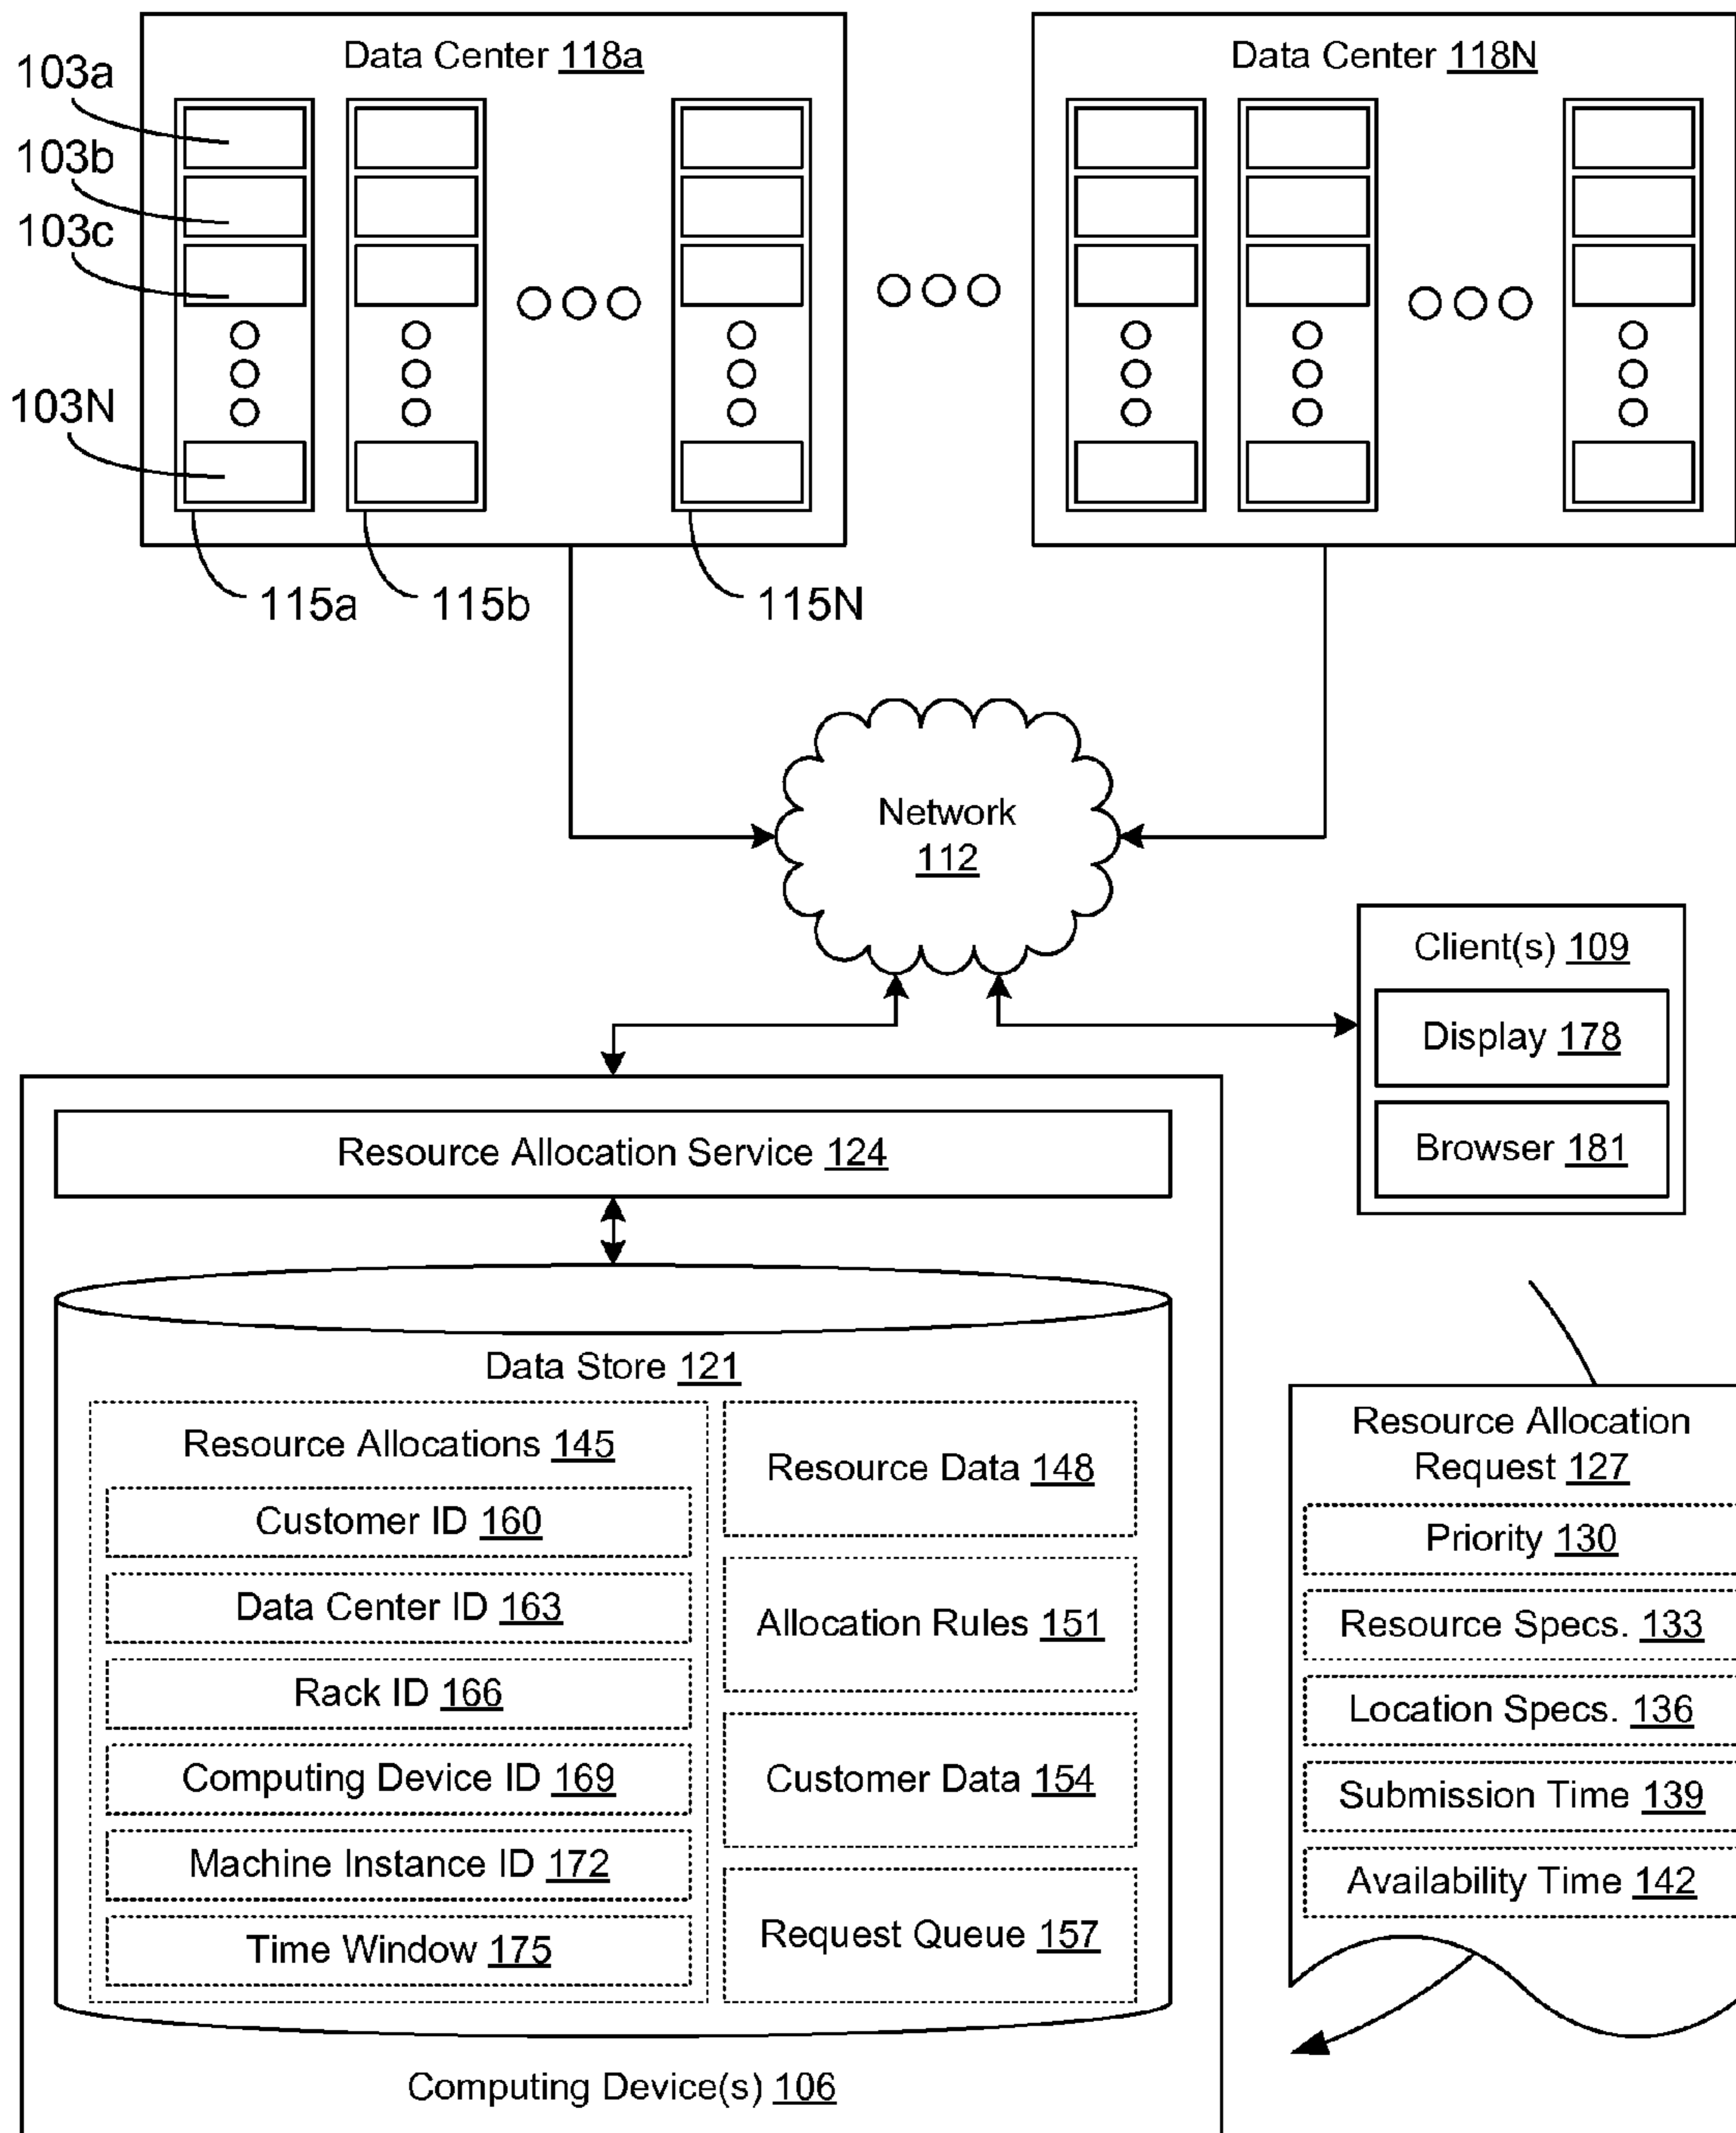 Data Center 118a
Data Center 118N
103a
103b
103c
103N
115a
115b
115N
Network
112
Client(s) 109
Display 178
Browser 181
Resource Allocation Service 124
Data Store 121
Resource Allocations 145
Customer ID 160
Data Center ID 163
Rack ID 166
Computing Device ID 169
Machine Instance ID 172
Time Window 175
Resource Data 148
Allocation Rules 151
Customer Data 154
Request Queue 157
Computing Device(s) 106
Resource Allocation
Request 127
Priority 130
Resource Specs. 133
Location Specs. 136
Submission Time 139
Availability Time 142